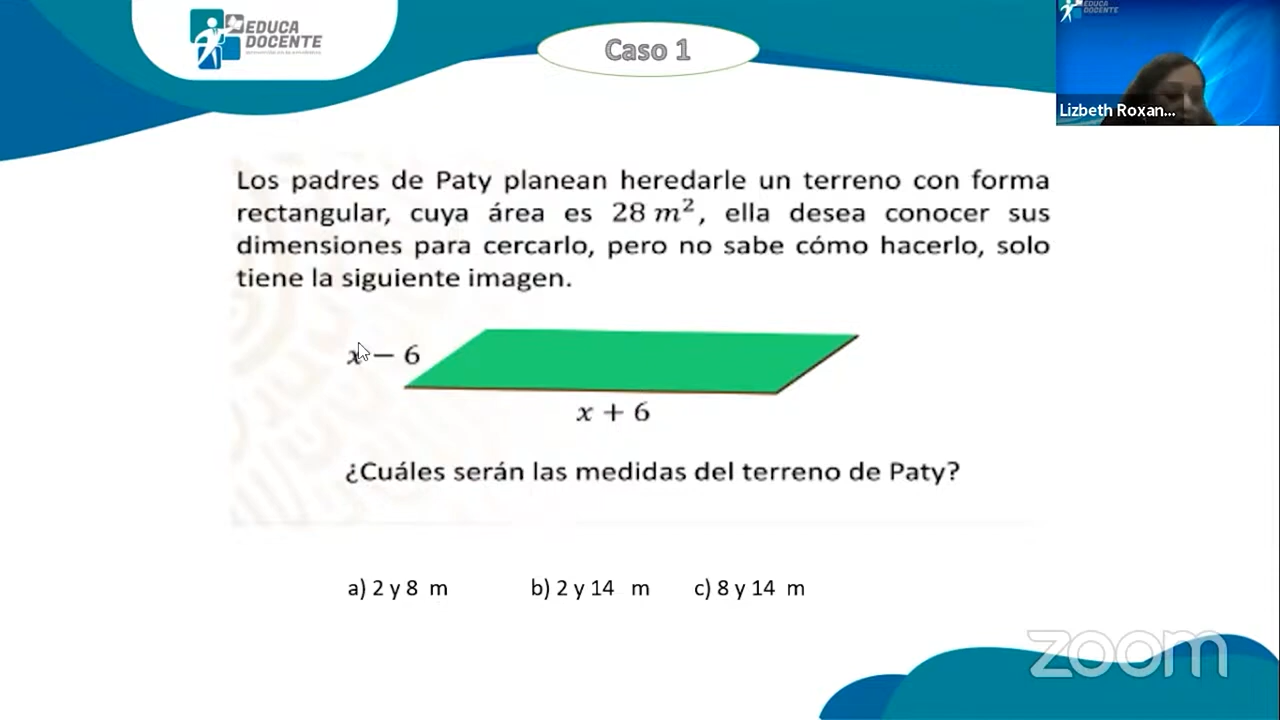 EDUCA
DOCENTE
Caso 1
EDUCA
DOCENTE
Lizbeth Roxan...
Los padres de Paty planean heredarle un terreno con forma
rectangular, cuya área es 28 m², ella desea conocer sus
dimensiones para cercarlo, pero no sabe cómo hacerlo, solo
tiene la siguiente imagen.
x − 6
x + 6
¿Cuáles serán las medidas del terreno de Paty?
a) 2 y 8 m b) 2 y 14 m c) 8 y 14 m
zoom